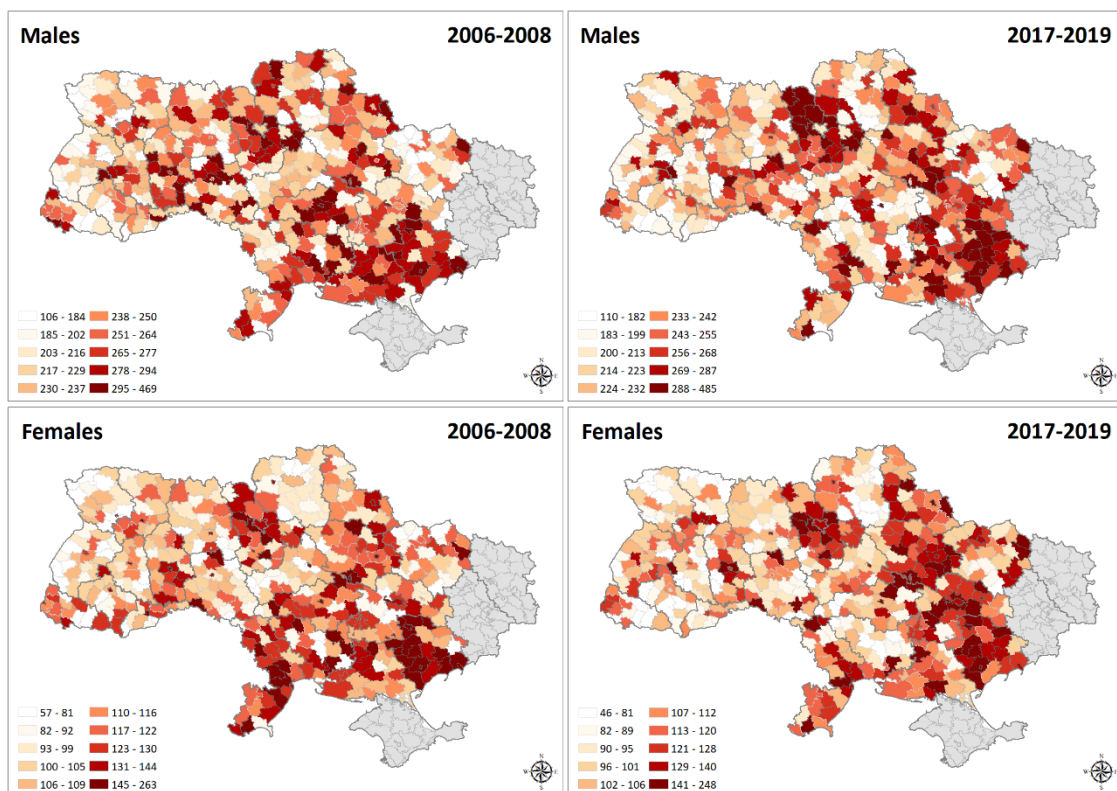 Males 2006-2008
106 - 184 238 - 250
185 - 202 251 - 264
203 - 216 265 - 277
217 - 229 278 - 294
230 - 237 295 - 469
N
W E
S
Males 2017-2019
110 - 182 233 - 242
183 - 199 243 - 255
200 - 213 256 - 268
214 - 223 269 - 287
224 - 232 288 - 485
N
W E
S
Females 2006-2008
57 - 81 110 - 116
82 - 92 117 - 122
93 - 99 123 - 130
100 - 105 131 - 144
106 - 109 145 - 263
N
W E
S
Females 2017-2019
46 - 81 107 - 112
82 - 89 113 - 120
90 - 95 121 - 128
96 - 101 129 - 140
102 - 106 141 - 248
N
W E
S